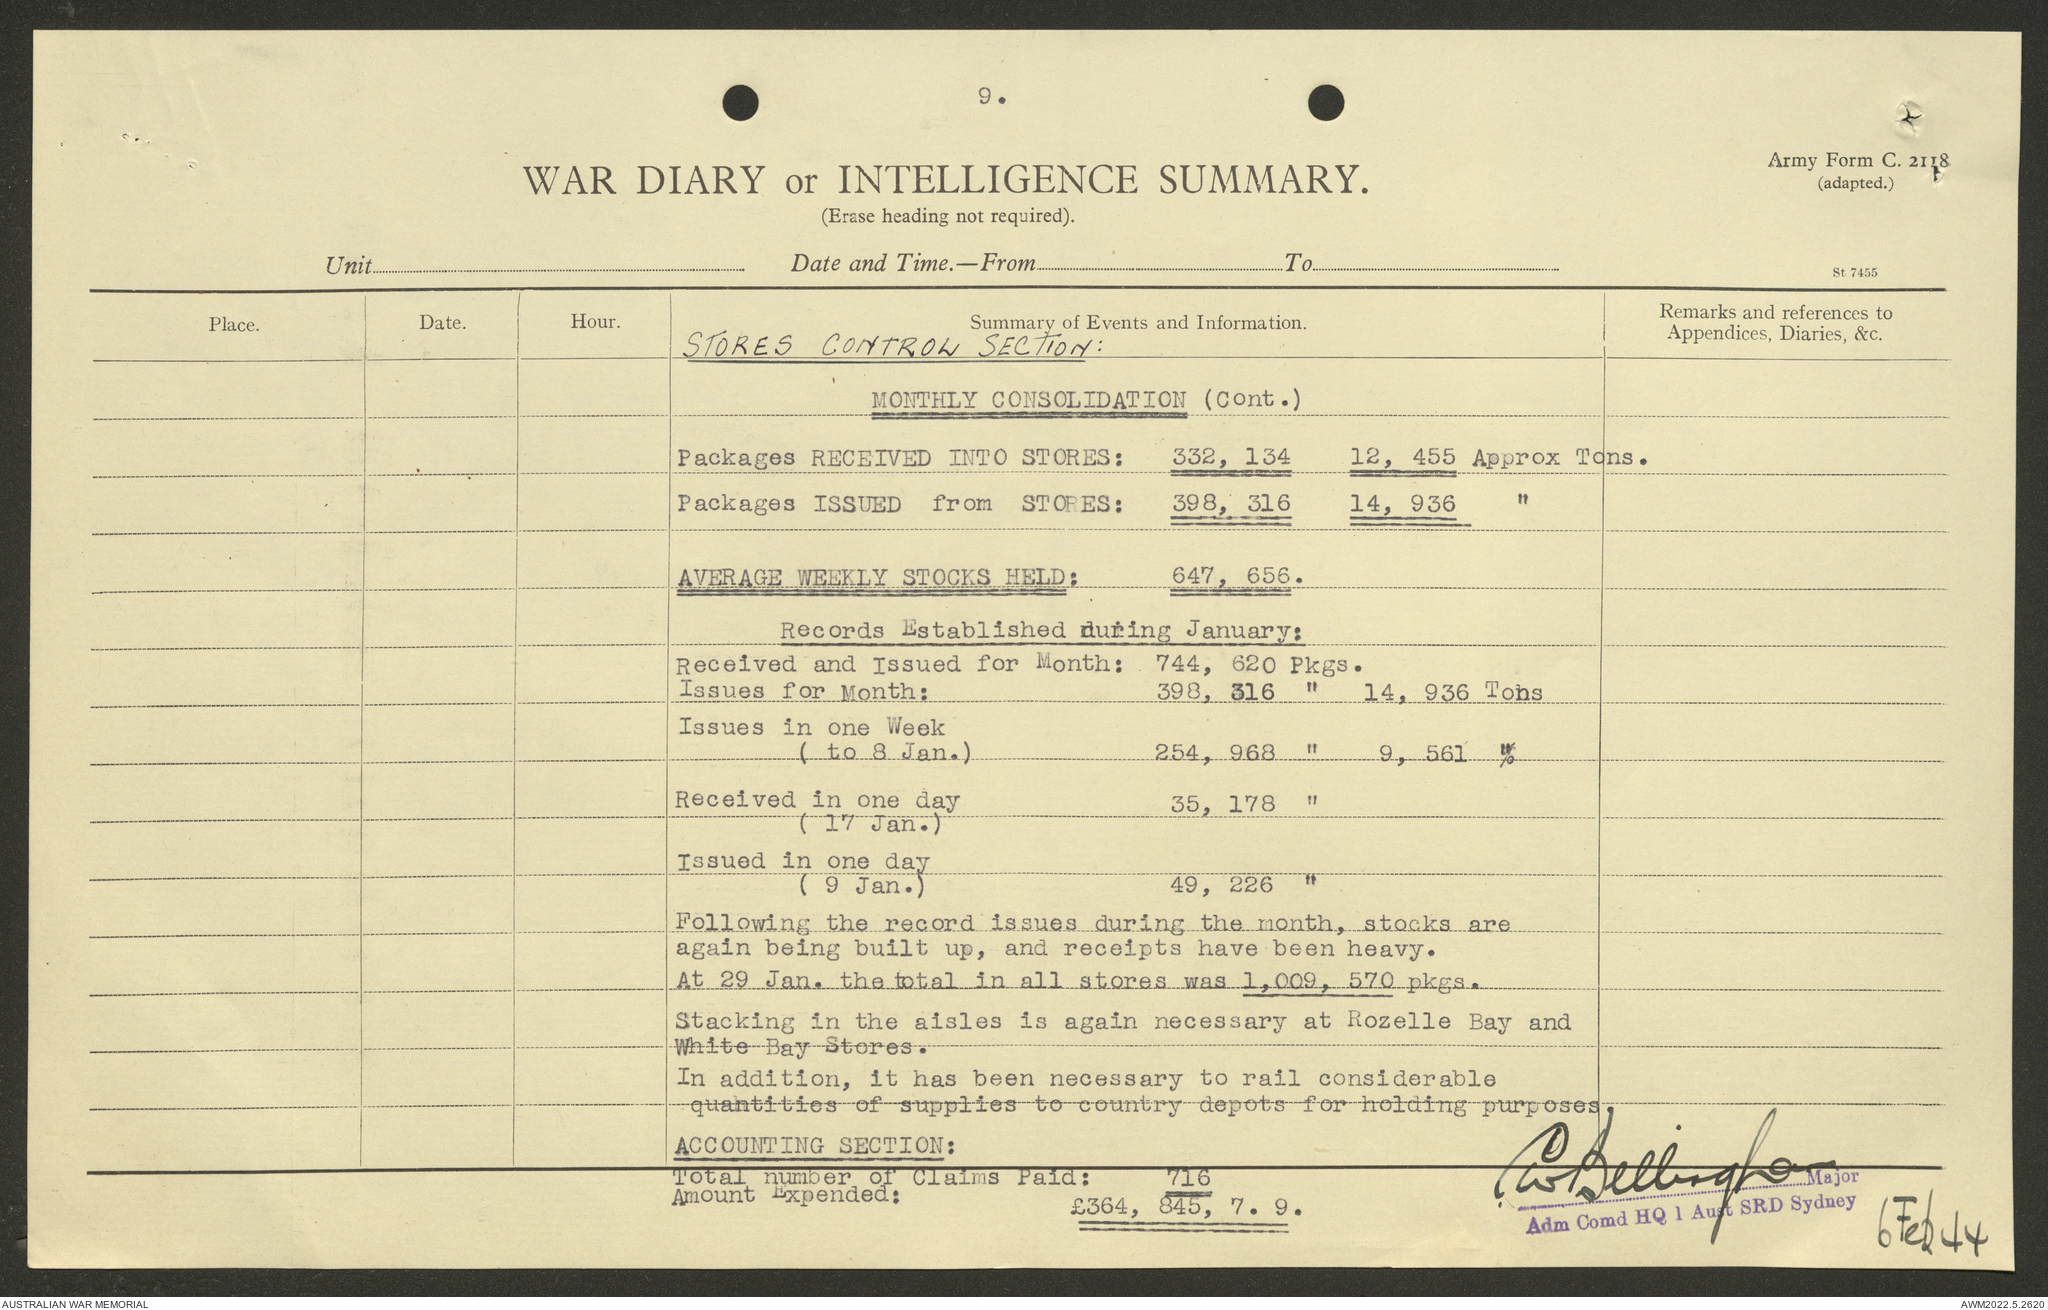 9.
Army Form C. 2118
(adapted.)
WAR DIARY or INTELLIGENCE SUMMARY.
(Erase heading not required).
Unit Date and Time.—From To
St 7455
Place. Date. Hour. Summary of Events and Information. Remarks and references to
Appendices, Diaries, &c.
STORES CONTROL SECTION:
MONTHLY CONSOLIDATION (Cont.)
Packages RECEIVED INTO STORES: 332, 134 12, 455 Approx Tons.
Packages ISSUED from STORES: 398, 316 14, 936 "
AVERAGE WEEKLY STOCKS HELD: 647, 656.
Records Established during January:
Received and Issued for Month: 744, 620 Pkgs.
Issues for Month: 398, 316 " 14, 936 Tons
Issues in one Week
( to 8 Jan.) 254, 968 " 9, 561 "
Received in one day 35, 178 "
( 17 Jan.)
Issued in one day
( 9 Jan.) 49, 226 "
Following the record issues during the month, stocks are
again being built up, and receipts have been heavy.
At 29 Jan. the total in all stores was 1,009, 570 pkgs.
Stacking in the aisles is again necessary at Rozelle Bay and
White Bay Stores.
In addition, it has been necessary to rail considerable
quantities of supplies to country depots for holding purposes.
ACCOUNTING SECTION:
Total number of Claims Paid: 716
Amount Expended: £364, 845, 7. 9.
Bellingham
Major
Adm Comd HQ 1 Aust SRD Sydney
6 Feb 44
AUSTRALIAN WAR MEMORIAL AWM2022.5.2620